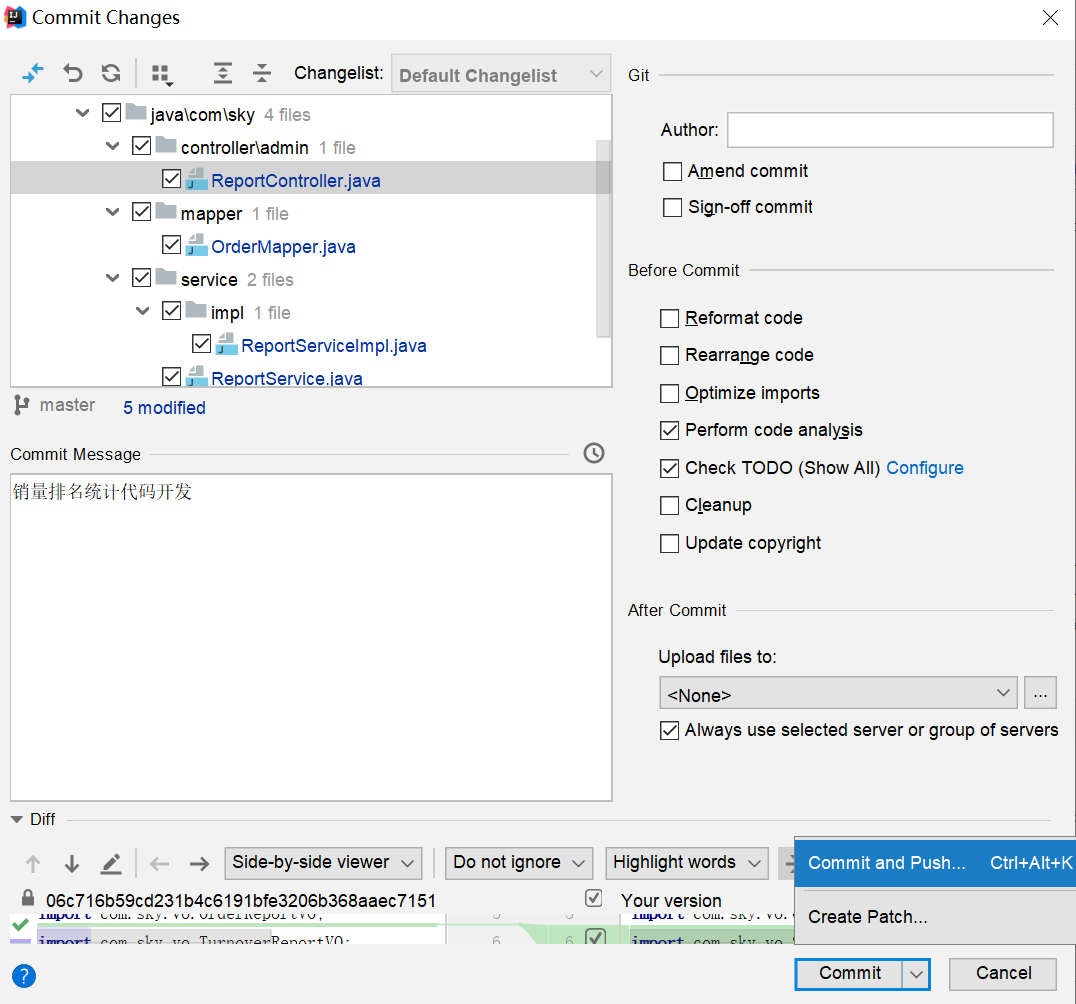 Commit Changes
Changelist: Default Changelist
java\com\sky 4 files
controller\admin 1 file
ReportController.java
mapper 1 file
OrderMapper.java
service 2 files
impl 1 file
ReportServiceImpl.java
ReportService.java
master 5 modified
Commit Message
销量排名统计代码开发
Git
Author:
Amend commit
Sign-off commit
Before Commit
Reformat code
Rearrange code
Optimize imports
Perform code analysis
Check TODO (Show All) Configure
Cleanup
Update copyright
After Commit
Upload files to:
<None> ...
Always use selected server or group of servers
Diff
Side-by-side viewer Do not ignore Highlight words
Commit and Push... Ctrl+Alt+K
Create Patch...
06c716b59cd231b4c6191bfe3206b368aaec7151 Your version
import com.sky.vo.OrderReportVO; 5 5 import com.sky.vo.
import com.sky.vo.TurnoverReportVO; 6 6 import com.sky.vo.
? Commit Cancel